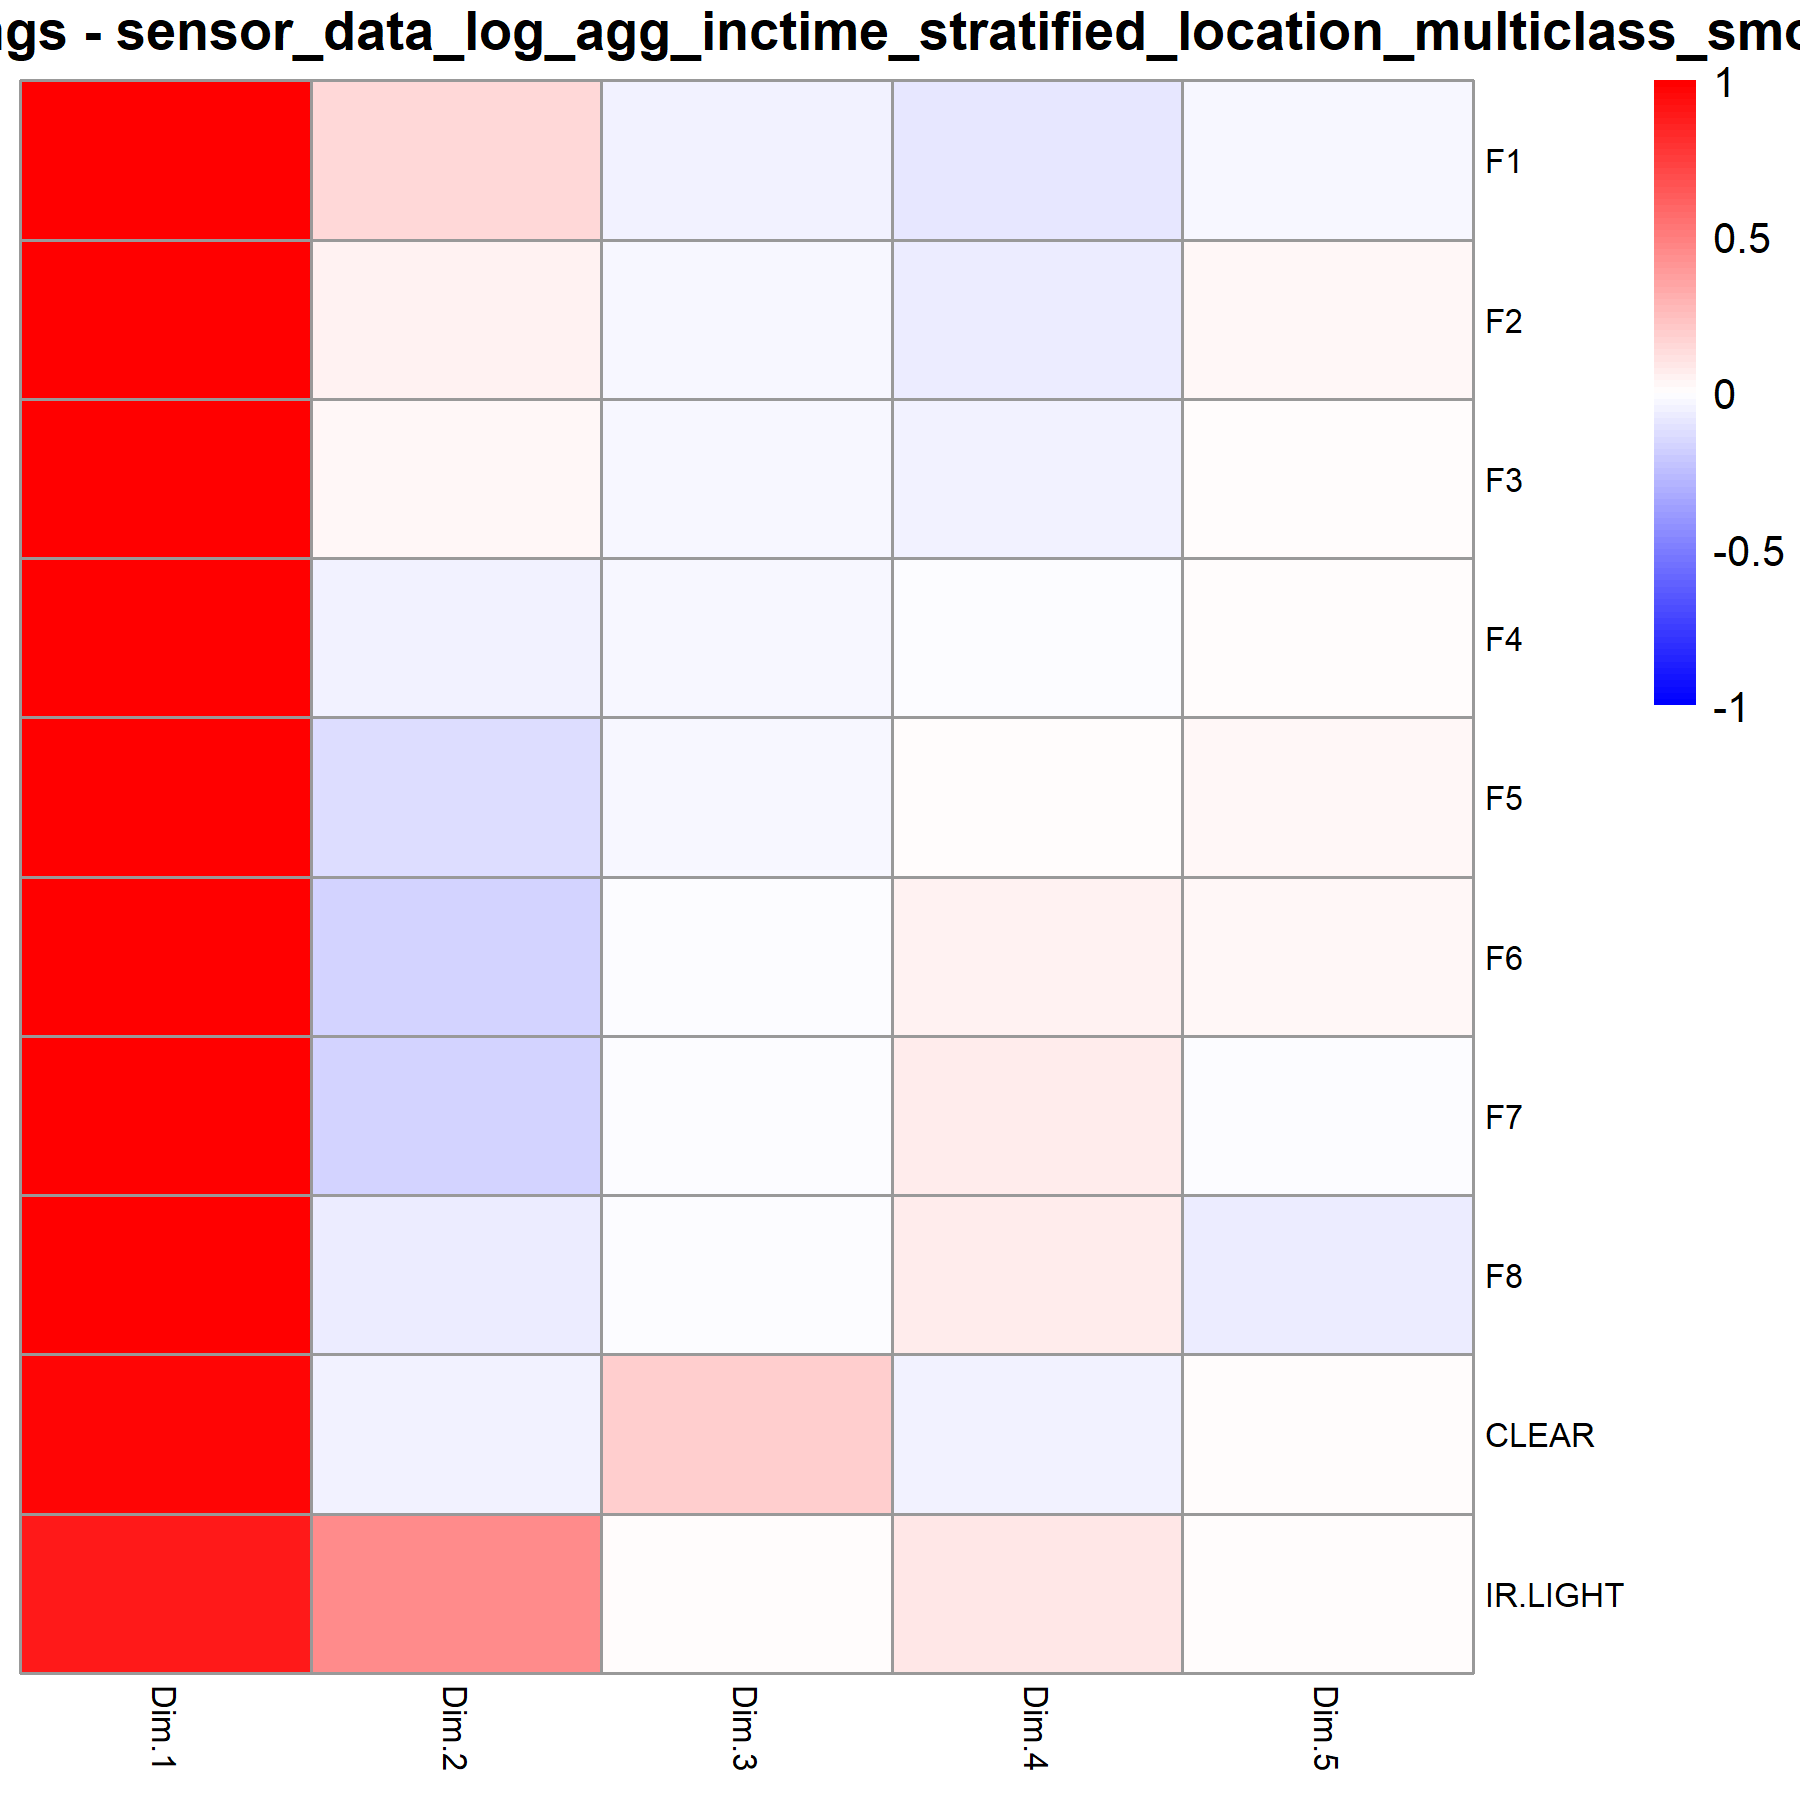 ngs - sensor_data_log_agg_inctime_stratified_location_multiclass_smo
1
0.5
0
-0.5
-1
F1
F2
F3
F4
F5
F6
F7
F8
CLEAR
IR.LIGHT
Dim.1
Dim.2
Dim.3
Dim.4
Dim.5